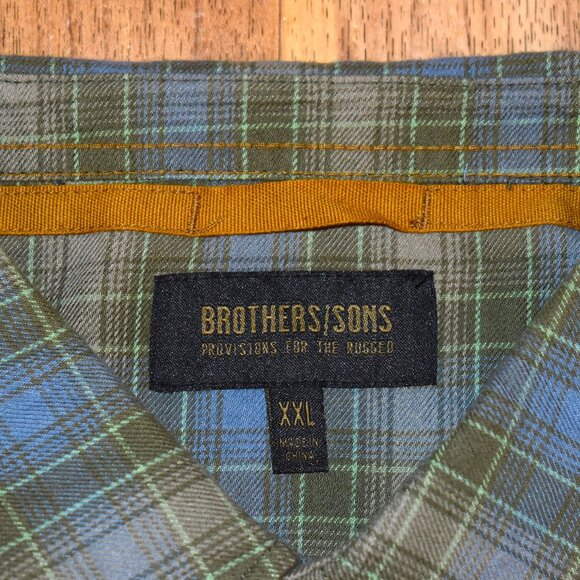 BROTHERS/SONS
PROVISIONS FOR THE RUGGED
XXL
MADE IN
CHINA